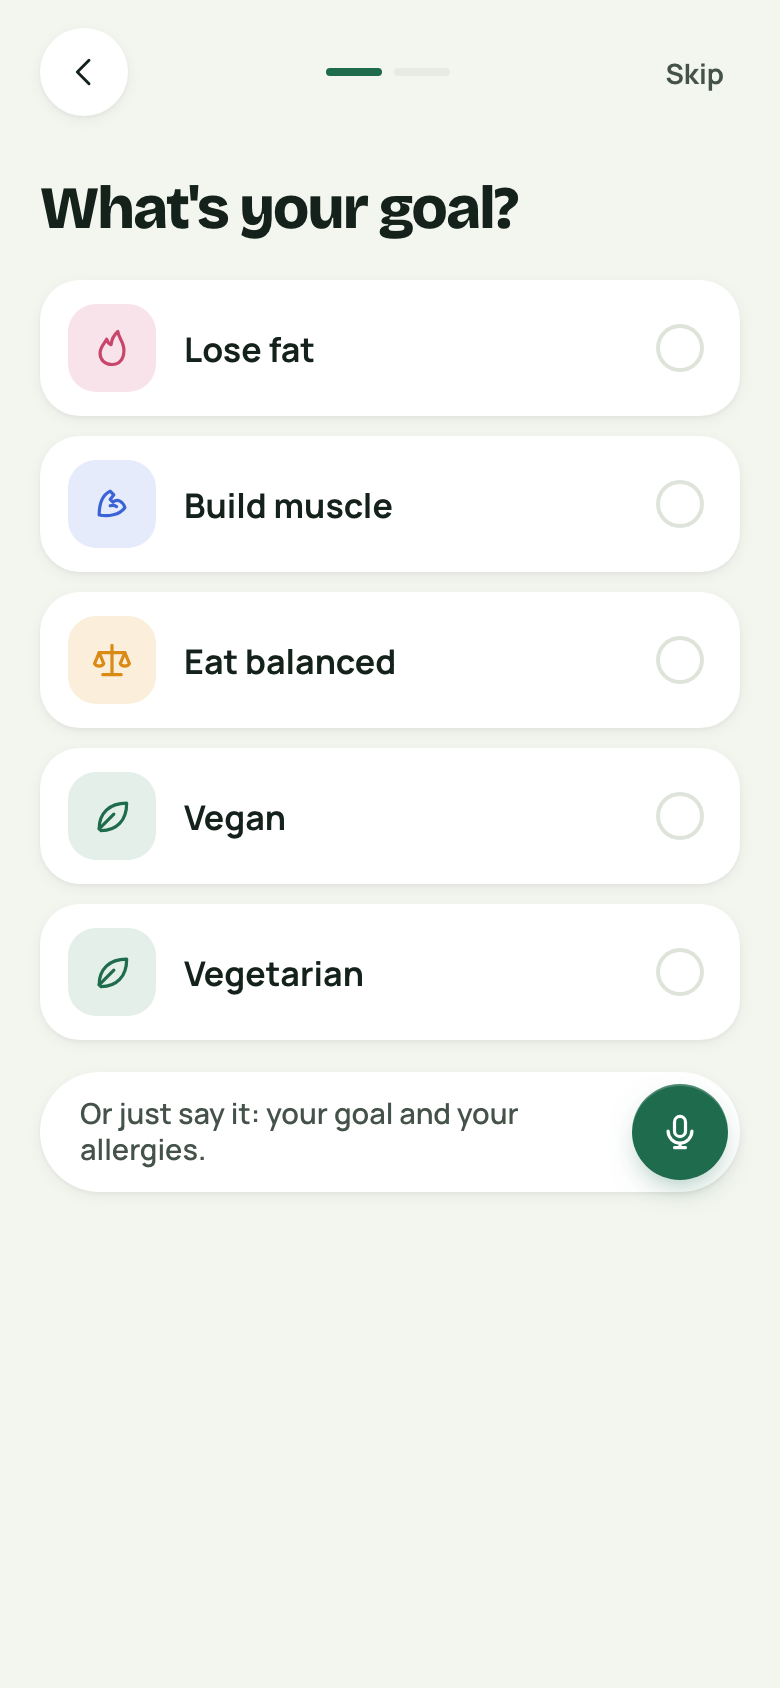 Skip
What's your goal?
Lose fat
Build muscle
Eat balanced
Vegan
Vegetarian
Or just say it: your goal and your
allergies.